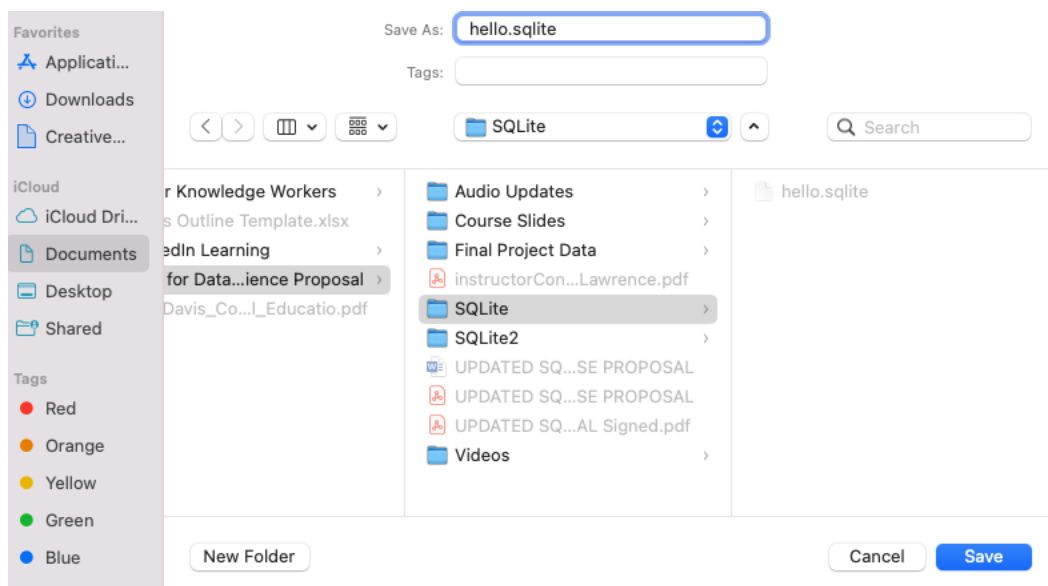 Favorites
Applicati...
Downloads
Creative...
iCloud
iCloud Dri...
Documents
Desktop
Shared
Tags
Red
Orange
Yellow
Green
Blue
Save As: hello.sqlite
Tags:
SQLite
Search
r Knowledge Workers
s Outline Template.xlsx
edIn Learning
for Data...ience Proposal
Davis_Co...l_Educatio.pdf
Audio Updates
Course Slides
Final Project Data
instructorCon...Lawrence.pdf
SQLite
SQLite2
UPDATED SQ...SE PROPOSAL
UPDATED SQ...SE PROPOSAL
UPDATED SQ...AL Signed.pdf
Videos
hello.sqlite
New Folder
Cancel
Save